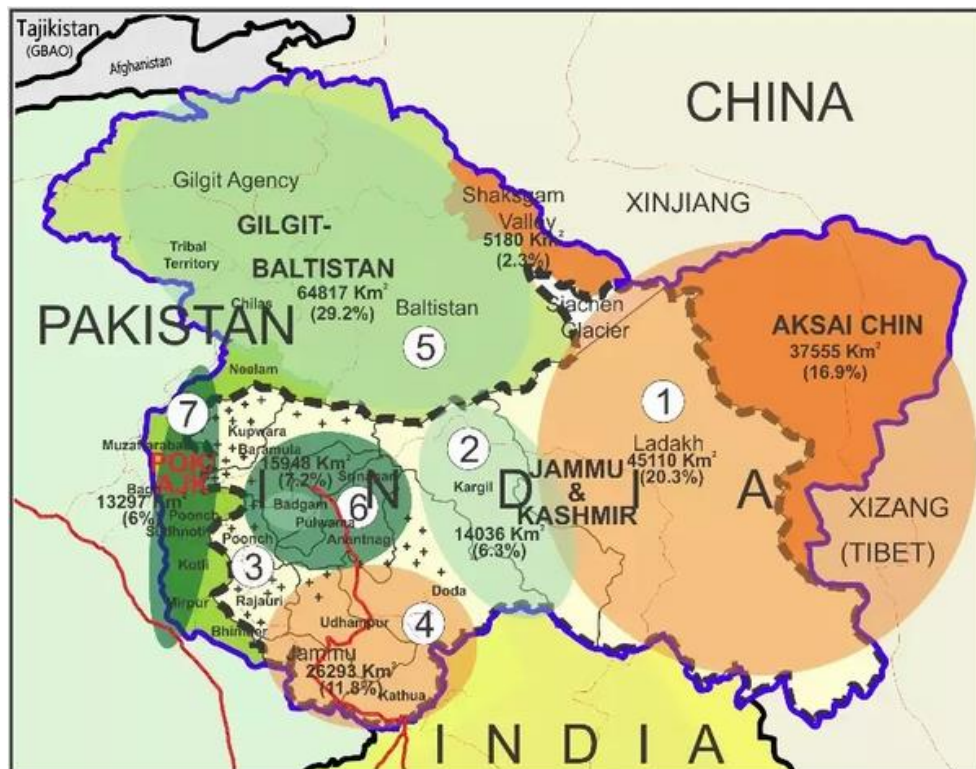 Tajikistan
(GBAO)
Afghanistan
CHINA
XINJIANG
Gilgit Agency
Shaksgam
Valley
5180 Km²
(2.3%)
GILGIT-
BALTISTAN
64817 Km²
(29.2%)
Tribal
Territory
Chilas
Baltistan
Siachen
Glacier
AKSAI CHIN
37555 Km²
(16.9%)
PAKISTAN
5
Neelam
1
Ladakh
45110 Km²
(20.3%)
7
Kupwara
Baramula
2
Kargil
JAMMU
&
KASHMIR
14036 Km²
(6.3%)
INDIA
POK/
AJK
13297 Km²
(6%)
15948 Km²
(7.2%)
Srinagar
Badgam
Pulwama
Anantnag
6
Poonch
Sudhnoti
Poonch
XIZANG
(TIBET)
Kotli
3
Rajauri
Doda
Mirpur
Bhimber
Udhampur
4
Jammu
26293 Km²
(11.8%)
Kathua
INDIA